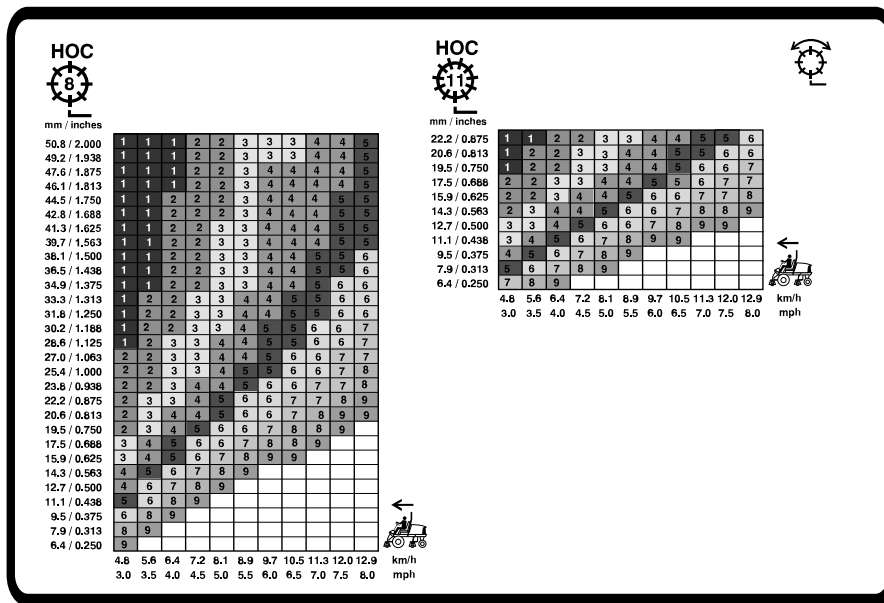 HOC
8
mm / inches
50.8 / 2.000 1 1 1 2 2 3 3 3 4 4 5
49.2 / 1.938 1 1 1 2 2 3 3 3 4 4 5
47.6 / 1.875 1 1 1 2 2 3 4 4 4 4 5
46.1 / 1.813 1 1 1 2 2 3 4 4 4 4 5
44.5 / 1.750 1 1 2 2 2 3 4 4 4 5 5
42.8 / 1.688 1 1 2 2 2 3 4 4 4 5 5
41.3 / 1.625 1 1 2 2 3 3 4 4 4 5 5
39.7 / 1.563 1 1 2 2 3 3 4 4 4 5 5
38.1 / 1.500 1 1 2 2 3 3 4 4 5 5 6
36.5 / 1.438 1 1 2 2 3 3 4 4 5 5 6
34.9 / 1.375 1 1 2 2 3 3 4 4 5 6 6
33.3 / 1.313 1 2 2 3 3 4 4 5 5 6 6
31.8 / 1.250 1 2 2 3 3 4 4 5 5 6 6
30.2 / 1.188 1 2 2 3 3 4 5 5 6 6 7
28.6 / 1.125 1 2 3 3 4 4 5 5 6 6 7
27.0 / 1.063 2 2 3 3 4 4 5 6 6 7 7
25.4 / 1.000 2 2 3 3 4 5 5 6 6 7 8
23.8 / 0.938 2 2 3 4 4 5 6 6 7 7 8
22.2 / 0.875 2 3 3 4 5 6 6 7 7 8 9
20.6 / 0.813 2 3 4 4 5 6 6 7 8 9 9
19.5 / 0.750 2 3 4 5 6 6 7 7 8 9
17.5 / 0.688 3 4 5 6 6 7 8 8 9
15.9 / 0.625 3 4 5 6 7 8 9 9
14.3 / 0.563 4 5 6 7 8 9
12.7 / 0.500 4 6 7 8 9
11.1 / 0.438 5 6 8 9
9.5 / 0.375 6 8 9
7.9 / 0.313 8 9
6.4 / 0.250 9
4.8 5.6 6.4 7.2 8.1 8.9 9.7 10.5 11.3 12.0 12.9 km/h
3.0 3.5 4.0 4.5 5.0 5.5 6.0 6.5 7.0 7.5 8.0 mph
HOC
11
mm / inches
22.2 / 0.875 1 1 2 2 3 3 4 4 5 5 6
20.6 / 0.813 1 2 2 3 3 4 4 5 5 6 6
19.5 / 0.750 1 2 2 3 3 4 4 5 6 6 7
17.5 / 0.688 2 2 3 3 4 4 5 5 6 7 7
15.9 / 0.625 2 2 3 4 4 5 6 6 7 7 8
14.3 / 0.563 2 3 4 4 5 6 6 7 8 8 9
12.7 / 0.500 3 3 4 5 6 6 7 8 9 9
11.1 / 0.438 3 4 5 6 7 8 9 9
9.5 / 0.375 4 5 6 7 8 9
7.9 / 0.313 5 6 7 8 9
6.4 / 0.250 7 8 9
4.8 5.6 6.4 7.2 8.1 8.9 9.7 10.5 11.3 12.0 12.9 km/h
3.0 3.5 4.0 4.5 5.0 5.5 6.0 6.5 7.0 7.5 8.0 mph